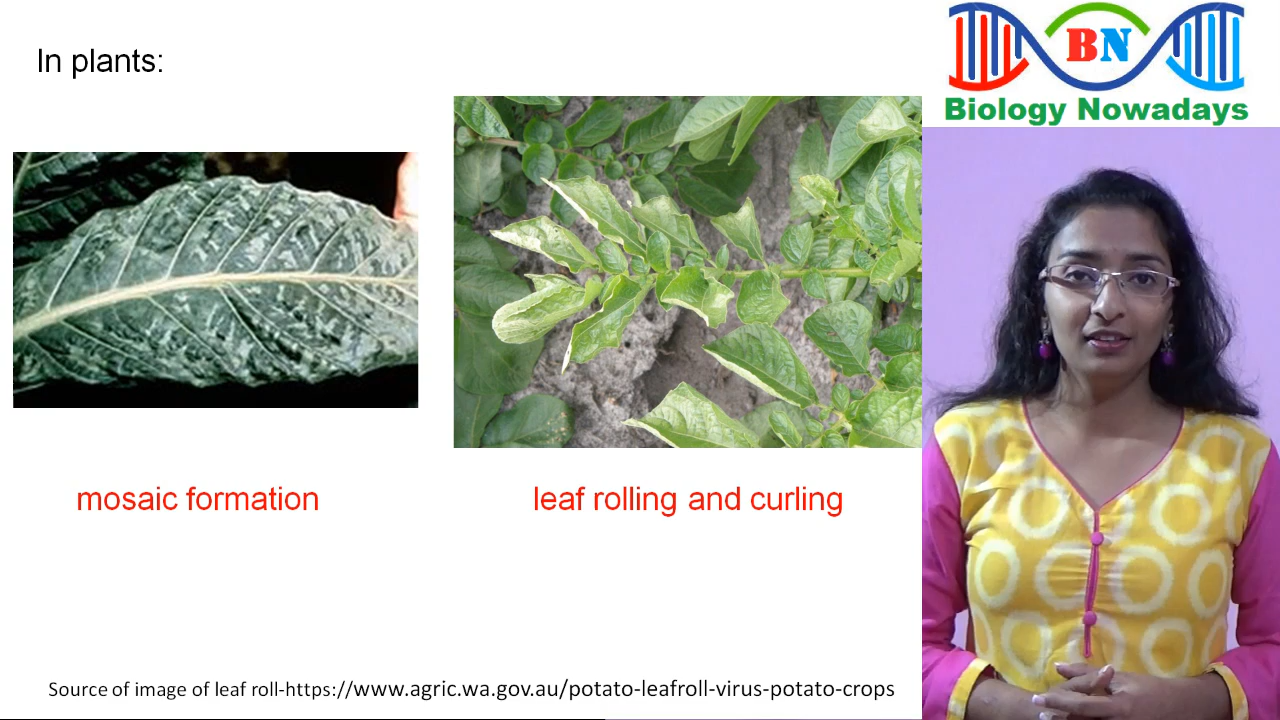 In plants:
BN
Biology Nowadays
mosaic formation
leaf rolling and curling
Source of image of leaf roll-https://www.agric.wa.gov.au/potato-leafroll-virus-potato-crops